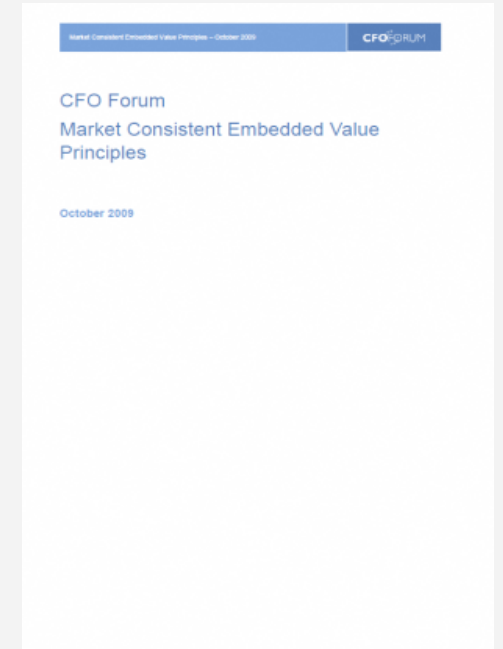 Market Consistent Embedded Value Principles – October 2009
CFOFORUM
CFO Forum
Market Consistent Embedded Value
Principles
October 2009